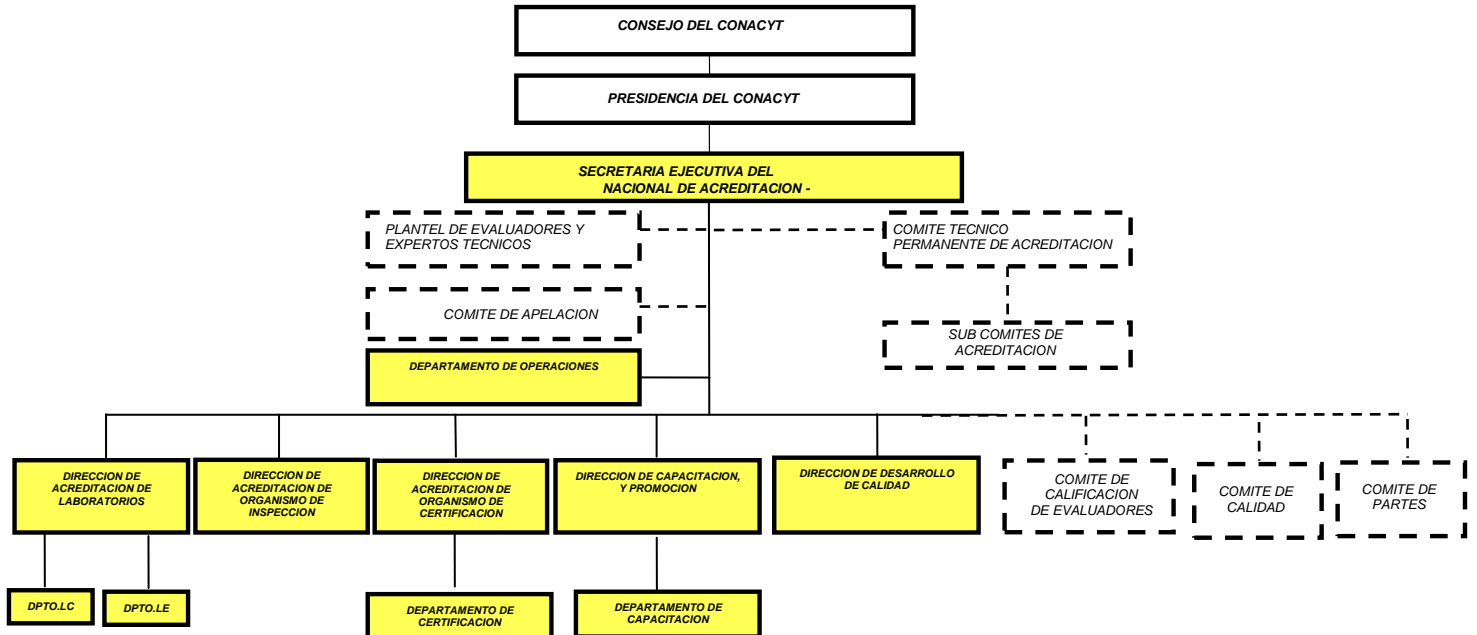 CONSEJO DEL CONACYT
PRESIDENCIA DEL CONACYT
SECRETARIA EJECUTIVA DEL
NACIONAL DE ACREDITACION -
PLANTEL DE EVALUADORES Y
EXPERTOS TECNICOS
COMITE TECNICO
PERMANENTE DE ACREDITACION
COMITE DE APELACION
SUB COMITES DE
ACREDITACION
DEPARTAMENTO DE OPERACIONES
DIRECCION DE
ACREDITACION DE
LABORATORIOS
DIRECCION DE
ACREDITACION DE
ORGANISMO DE
INSPECCION
DIRECCION DE
ACREDITACION DE
ORGANISMO DE
CERTIFICACION
DIRECCION DE CAPACITACION,
Y PROMOCION
DIRECCION DE DESARROLLO
DE CALIDAD
COMITE DE
CALIFICACION
DE EVALUADORES
COMITE DE
CALIDAD
COMITE DE
PARTES
DPTO.LC
DPTO.LE
DEPARTAMENTO DE
CERTIFICACION
DEPARTAMENTO DE
CAPACITACION